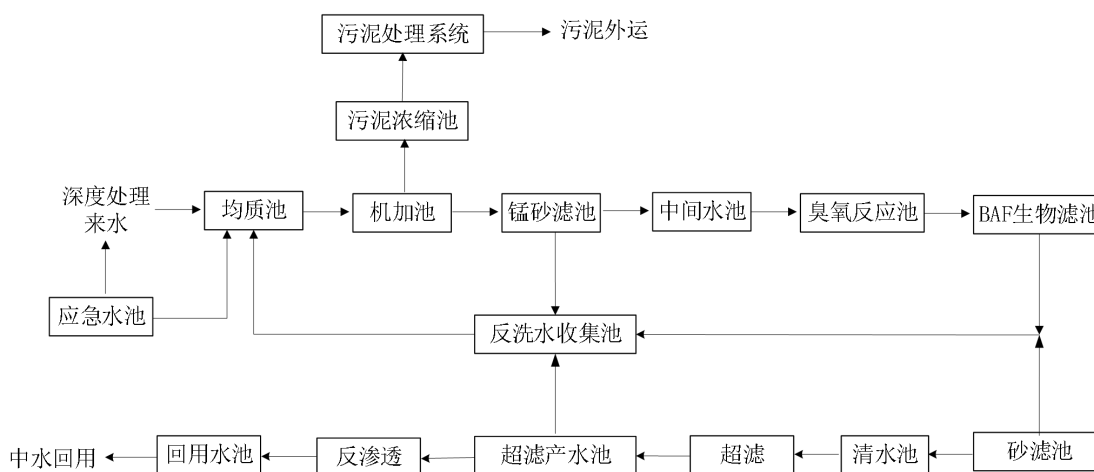 污泥处理系统
污泥外运
污泥浓缩池
深度处理
来水
均质池
机加池
锰砂滤池
中间水池
臭氧反应池
BAF生物滤池
应急水池
反洗水收集池
中水回用
回用水池
反渗透
超滤产水池
超滤
清水池
砂滤池